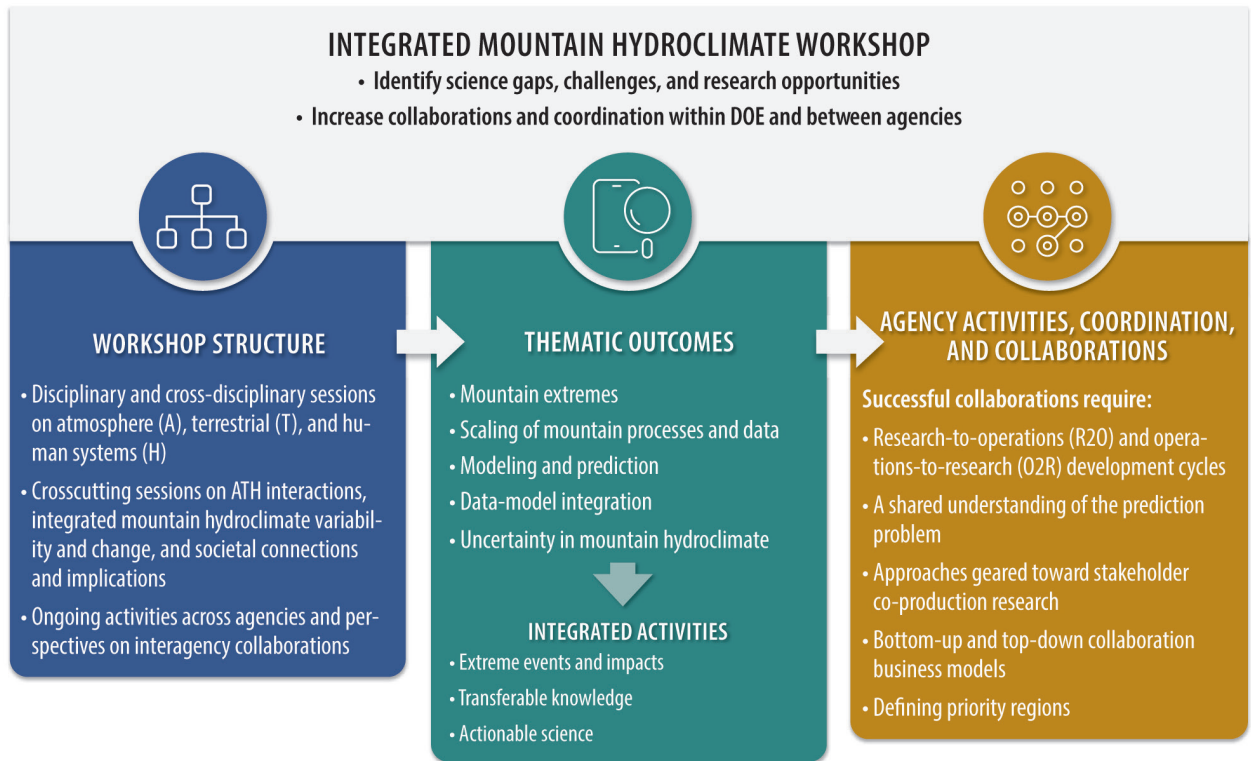 INTEGRATED MOUNTAIN HYDROCLIMATE WORKSHOP
• Identify science gaps, challenges, and research opportunities
• Increase collaborations and coordination within DOE and between agencies
WORKSHOP STRUCTURE
• Disciplinary and cross-disciplinary sessions
on atmosphere (A), terrestrial (T), and hu-
man systems (H)
• Crosscutting sessions on ATH interactions,
integrated mountain hydroclimate variabil-
ity and change, and societal connections
and implications
• Ongoing activities across agencies and per-
spectives on interagency collaborations
THEMATIC OUTCOMES
• Mountain extremes
• Scaling of mountain processes and data
• Modeling and prediction
• Data-model integration
• Uncertainty in mountain hydroclimate
INTEGRATED ACTIVITIES
• Extreme events and impacts
• Transferable knowledge
• Actionable science
AGENCY ACTIVITIES, COORDINATION,
AND COLLABORATIONS
Successful collaborations require:
• Research-to-operations (R2O) and opera-
tions-to-research (O2R) development cycles
• A shared understanding of the prediction
problem
• Approaches geared toward stakeholder
co-production research
• Bottom-up and top-down collaboration
business models
• Defining priority regions